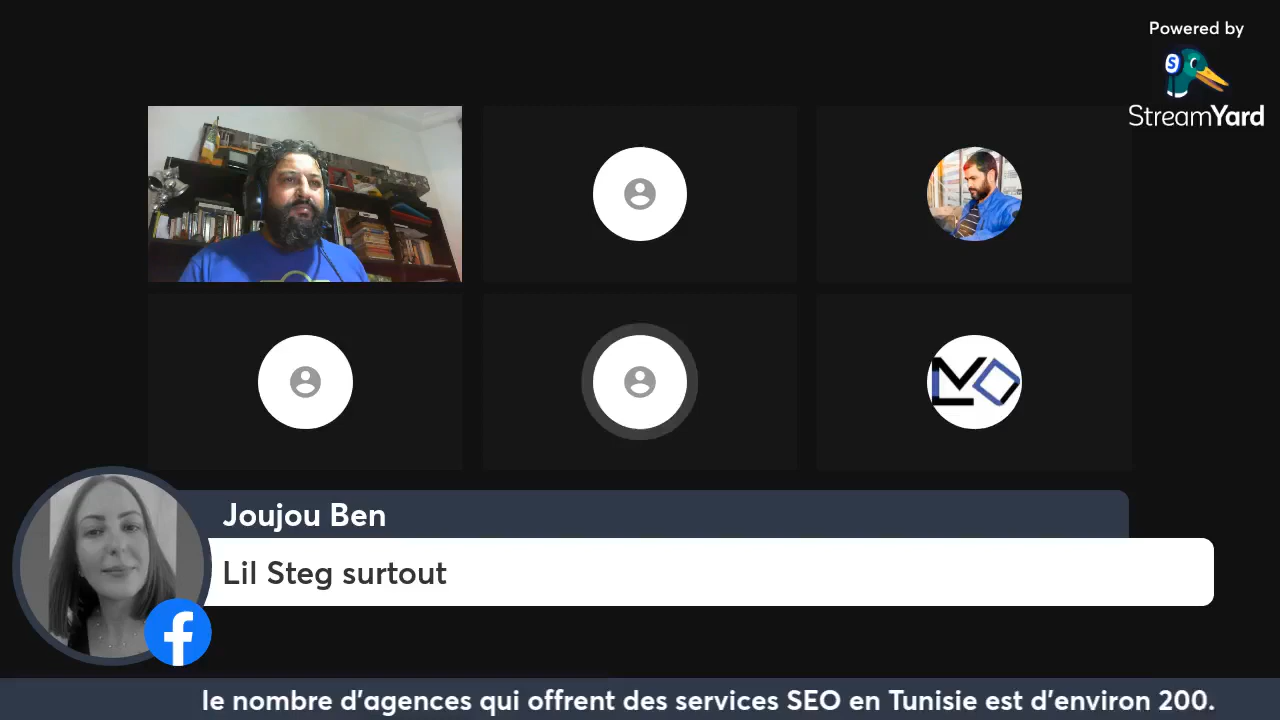 Powered by
StreamYard
Joujou Ben
Lil Steg surtout
le nombre d'agences qui offrent des services SEO en Tunisie est d'environ 200.